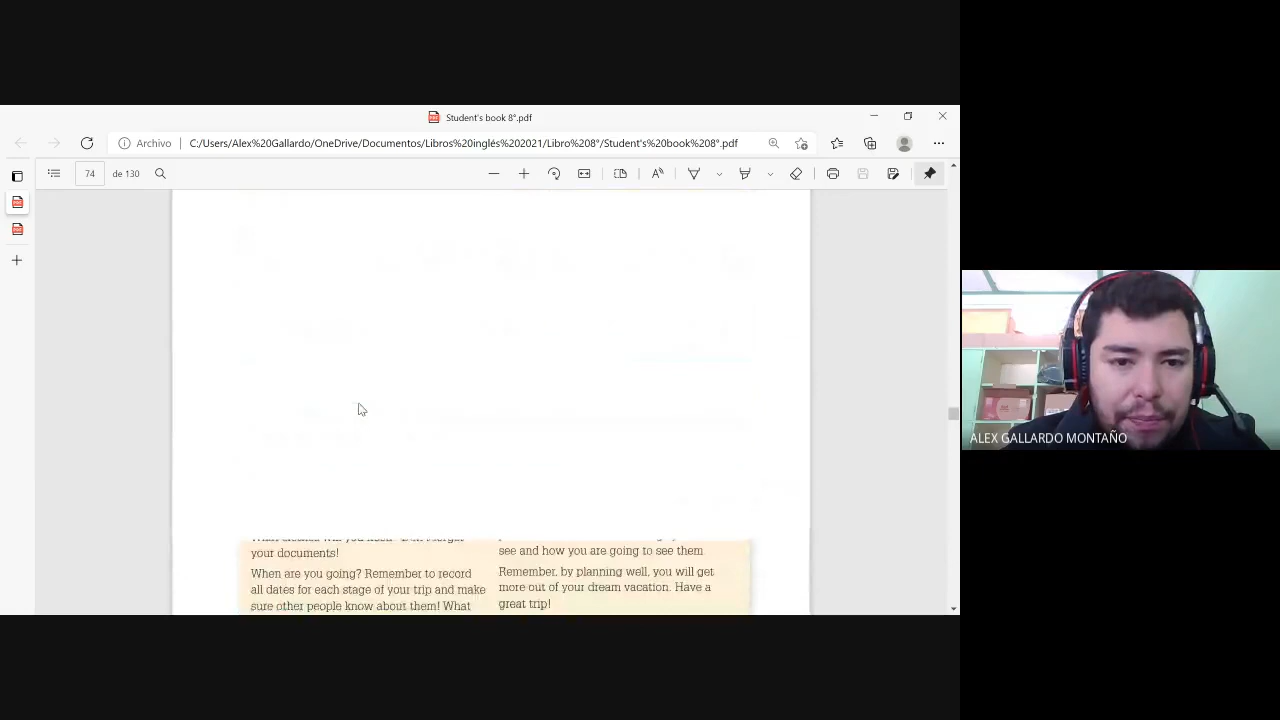 Student's book 8°.pdf
Archivo
C:/Users/Alex%20Gallardo/OneDrive/Documentos/Libros%20inglés%202021/Libro%208°/Student's%20book%208°.pdf
74 de 130
your documents!
When are you going? Remember to record
all dates for each stage of your trip and make
sure other people know about them! What
see and how you are going to see them
Remember, by planning well, you will get
more out of your dream vacation. Have a
great trip!
ALEX GALLARDO MONTAÑO